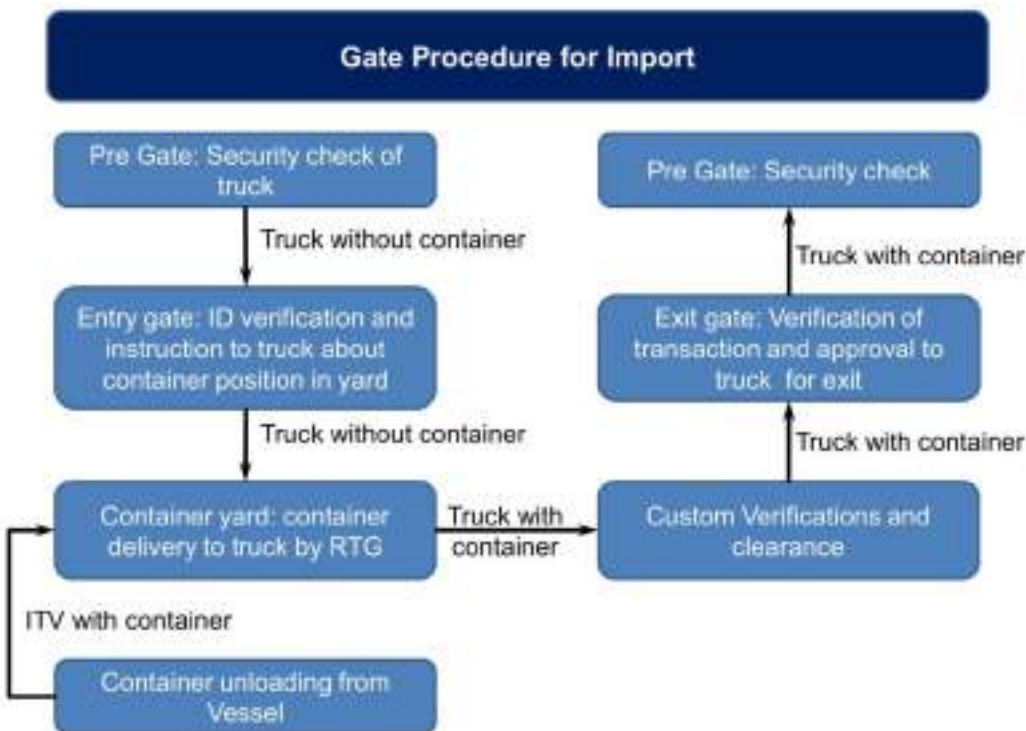 Gate Procedure for Import
Pre Gate: Security check of
truck
Truck without container
Entry gate: ID verification and
instruction to truck about
container position in yard
Truck without container
Container yard: container
delivery to truck by RTG
ITV with container
Container unloading from
Vessel
Truck with
container
Custom Verifications and
clearance
Truck with container
Exit gate: Verification of
transaction and approval to
truck for exit
Truck with container
Pre Gate: Security check